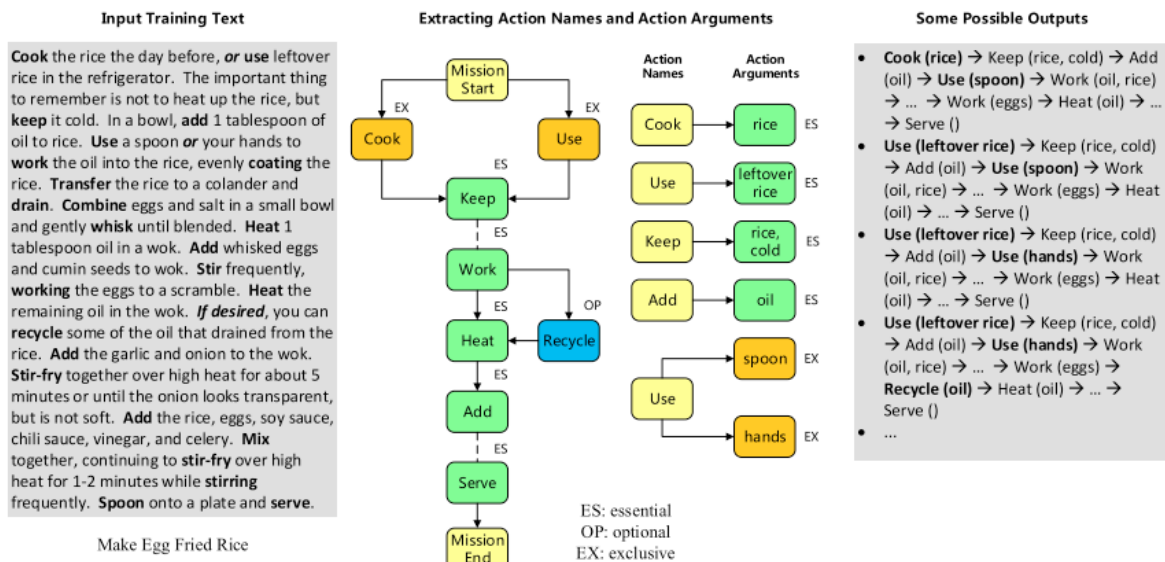 Input Training Text
Cook the rice the day before, or use leftover
rice in the refrigerator. The important thing
to remember is not to heat up the rice, but
keep it cold. In a bowl, add 1 tablespoon of
oil to rice. Use a spoon or your hands to
work the oil into the rice, evenly coating the
rice. Transfer the rice to a colander and
drain. Combine eggs and salt in a small bowl
and gently whisk until blended. Heat 1
tablespoon oil in a wok. Add whisked eggs
and cumin seeds to wok. Stir frequently,
working the eggs to a scramble. Heat the
remaining oil in the wok. If desired, you can
recycle some of the oil that drained from the
rice. Add the garlic and onion to the wok.
Stir-fry together over high heat for about 5
minutes or until the onion looks transparent,
but is not soft. Add the rice, eggs, soy sauce,
chili sauce, vinegar, and celery. Mix
together, continuing to stir-fry over high
heat for 1-2 minutes while stirring
frequently. Spoon onto a plate and serve.
Make Egg Fried Rice
Extracting Action Names and Action Arguments
Mission
Start
EX
EX
Cook
Use
ES
Keep
ES
Work
ES
OP
Heat
Recycle
ES
Add
ES
Serve
Mission
End
Action
Names
Action
Arguments
Cook
rice
ES
Use
leftover
rice
ES
Keep
rice,
cold
ES
Add
oil
ES
spoon
EX
Use
hands
EX
ES: essential
OP: optional
EX: exclusive
Some Possible Outputs
• Cook (rice) → Keep (rice, cold) → Add
(oil) → Use (spoon) → Work (oil, rice)
→ ... → Work (eggs) → Heat (oil) → ...
→ Serve ()
• Use (leftover rice) → Keep (rice, cold)
→ Add (oil) → Use (spoon) → Work
(oil, rice) → ... → Work (eggs) → Heat
(oil) → ... → Serve ()
• Use (leftover rice) → Keep (rice, cold)
→ Add (oil) → Use (hands) → Work
(oil, rice) → ... → Work (eggs) → Heat
(oil) → ... → Serve ()
• Use (leftover rice) → Keep (rice, cold)
→ Add (oil) → Use (hands) → Work
(oil, rice) → ... → Work (eggs) →
Recycle (oil) → Heat (oil) → ... →
Serve ()
• ...